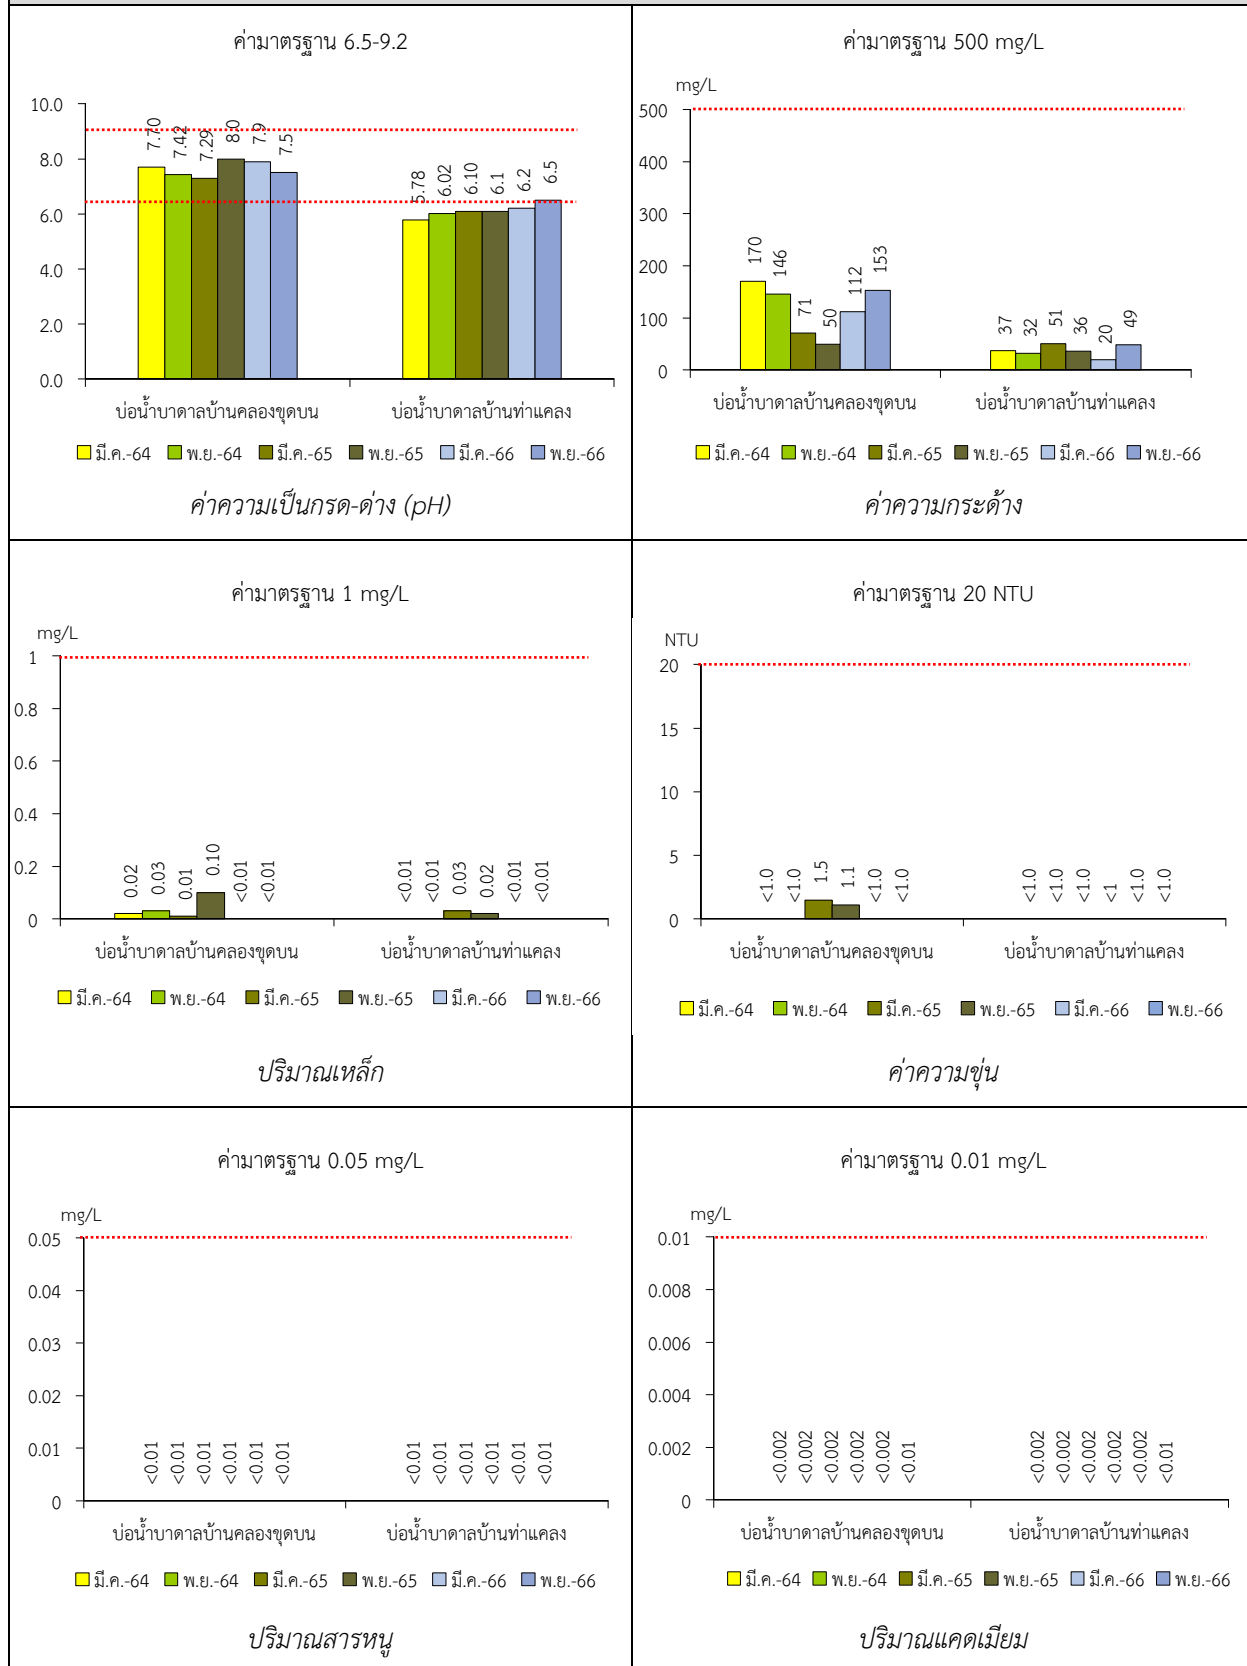 ค่ามาตรฐาน 6.5-9.2
10.0
8.0
6.0
4.0
2.0
0.0
7.70 7.42 7.29 8.0 7.9 7.5
5.78 6.02 6.10 6.1 6.2 6.5
บ่อน้ำบาดาลบ้านคลองขุดบน บ่อน้ำบาดาลบ้านท่าแคลง
มี.ค.-64 พ.ย.-64 มี.ค.-65 พ.ย.-65 มี.ค.-66 พ.ย.-66
ค่าความเป็นกรด-ด่าง (pH)
ค่ามาตรฐาน 500 mg/L
mg/L
500
400
300
200
100
0
170 146 71 50 112 153
37 32 51 36 20 49
บ่อน้ำบาดาลบ้านคลองขุดบน บ่อน้ำบาดาลบ้านท่าแคลง
มี.ค.-64 พ.ย.-64 มี.ค.-65 พ.ย.-65 มี.ค.-66 พ.ย.-66
ค่าความกระด้าง
ค่ามาตรฐาน 1 mg/L
mg/L
1
0.8
0.6
0.4
0.2
0
0.02 0.03 0.01 0.10 <0.01 <0.01
<0.01 <0.01 0.03 0.02 <0.01 <0.01
บ่อน้ำบาดาลบ้านคลองขุดบน บ่อน้ำบาดาลบ้านท่าแคลง
มี.ค.-64 พ.ย.-64 มี.ค.-65 พ.ย.-65 มี.ค.-66 พ.ย.-66
ปริมาณเหล็ก
ค่ามาตรฐาน 20 NTU
NTU
20
15
10
5
0
<1.0 <1.0 1.5 1.1 <1.0 <1.0
<1.0 <1.0 <1.0 <1 <1.0 <1.0
บ่อน้ำบาดาลบ้านคลองขุดบน บ่อน้ำบาดาลบ้านท่าแคลง
มี.ค.-64 พ.ย.-64 มี.ค.-65 พ.ย.-65 มี.ค.-66 พ.ย.-66
ค่าความขุ่น
ค่ามาตรฐาน 0.05 mg/L
mg/L
0.05
0.04
0.03
0.02
0.01
0
<0.01 <0.01 <0.01 <0.01 <0.01 <0.01
<0.01 <0.01 <0.01 <0.01 <0.01 <0.01
บ่อน้ำบาดาลบ้านคลองขุดบน บ่อน้ำบาดาลบ้านท่าแคลง
มี.ค.-64 พ.ย.-64 มี.ค.-65 พ.ย.-65 มี.ค.-66 พ.ย.-66
ปริมาณสารหนู
ค่ามาตรฐาน 0.01 mg/L
mg/L
0.01
0.008
0.006
0.004
0.002
0
<0.002 <0.002 <0.002 <0.002 <0.002 <0.01
<0.002 <0.002 <0.002 <0.002 <0.002 <0.01
บ่อน้ำบาดาลบ้านคลองขุดบน บ่อน้ำบาดาลบ้านท่าแคลง
มี.ค.-64 พ.ย.-64 มี.ค.-65 พ.ย.-65 มี.ค.-66 พ.ย.-66
ปริมาณแคดเมียม